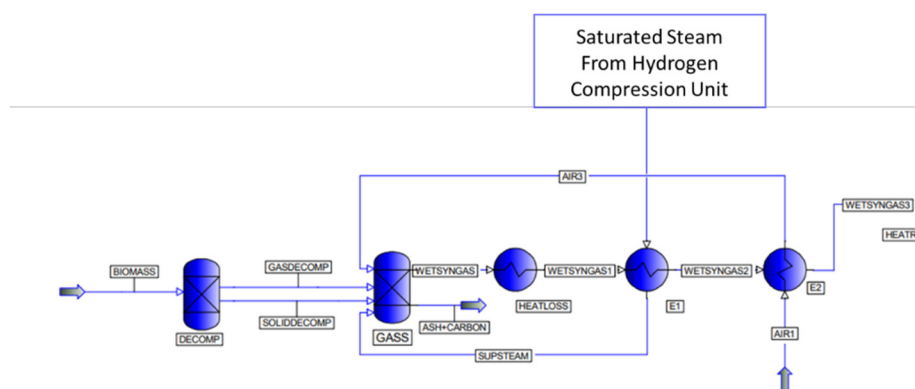 Saturated Steam
From Hydrogen
Compression Unit
AIR3
WETSYNGAS3
HEATR
BIOMASS
GASDECOMP
WETSYNGAS
WETSYNGAS1
WETSYNGAS2
SOLIDDECOMP
DECOMP
GASS
ASH+CARBON
HEATLOSS
E1
E2
SUPSTEAM
AIR1